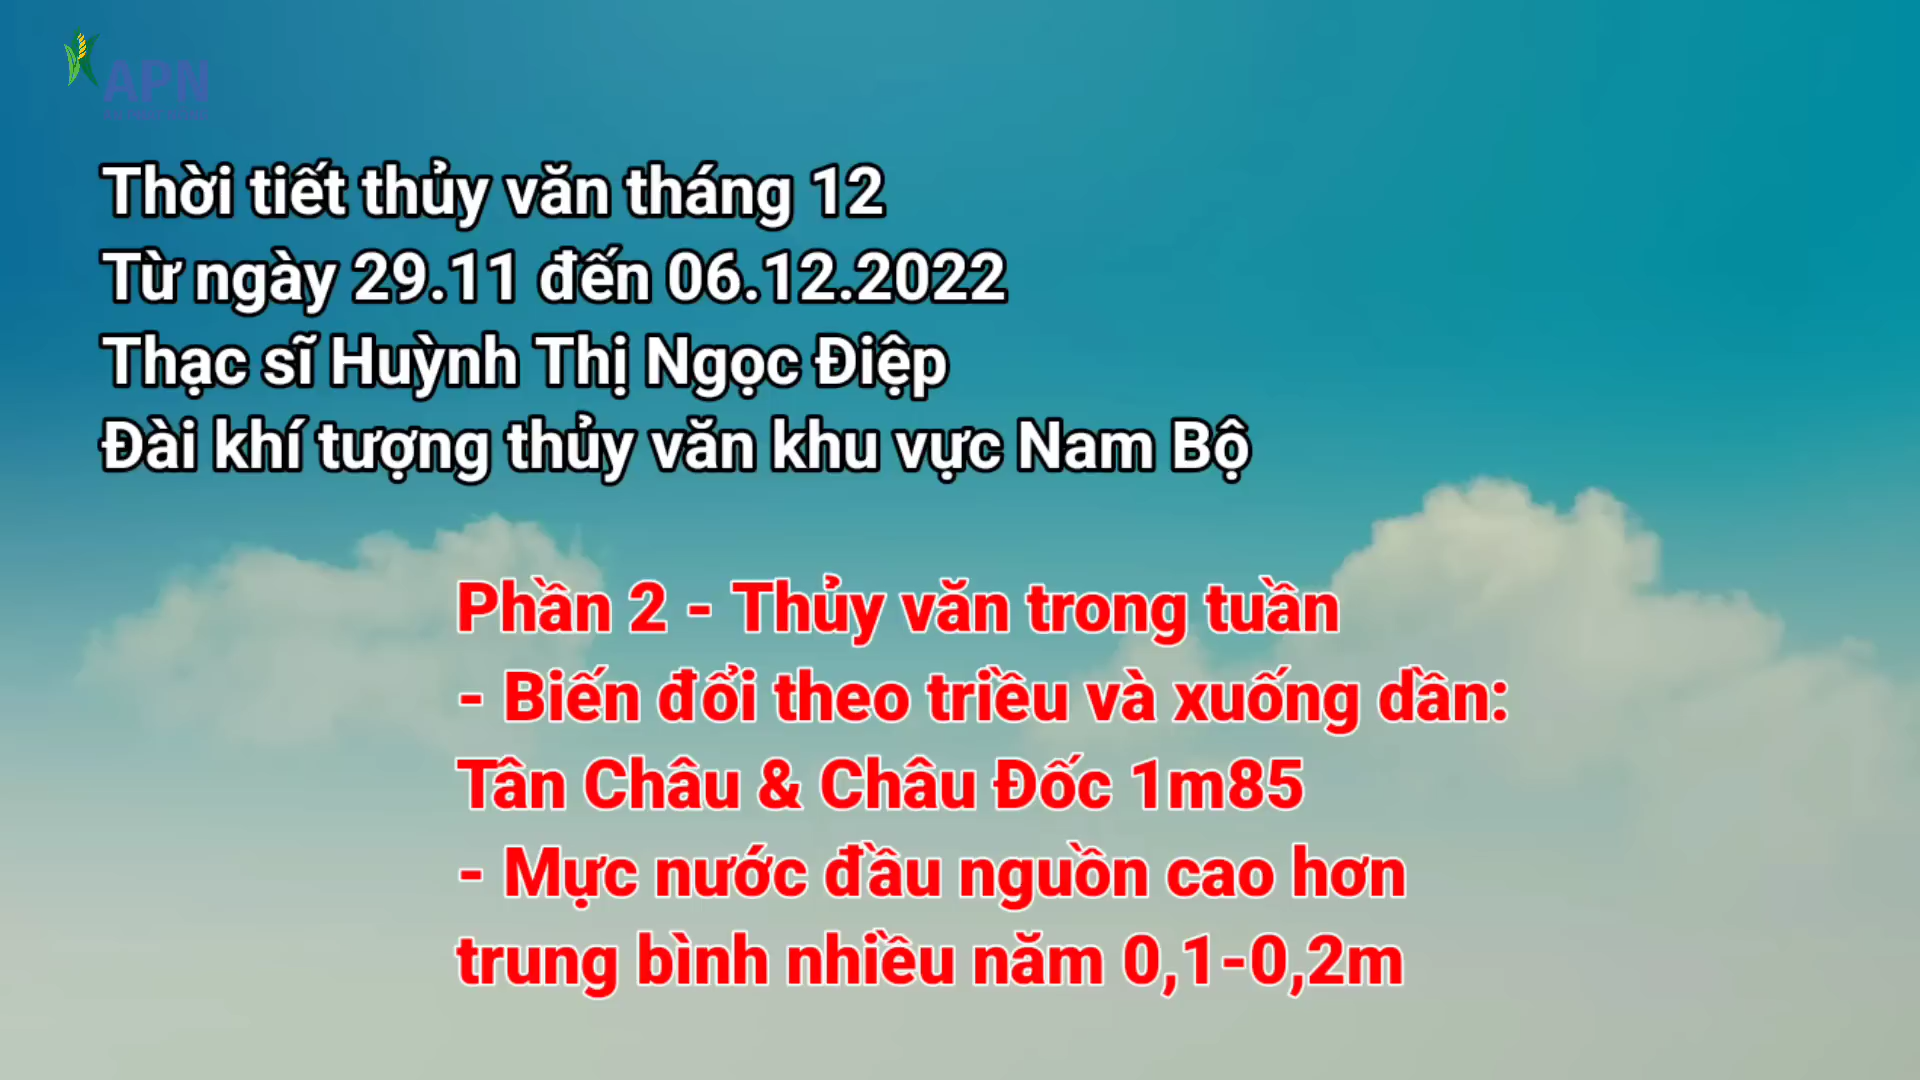 APN
Thời tiết thủy văn tháng 12
Từ ngày 29.11 đến 06.12.2022
Thạc sĩ Huỳnh Thị Ngọc Điệp
Đài khí tượng thủy văn khu vực Nam Bộ
Phần 2 - Thủy văn trong tuần
- Biến đổi theo triều và xuống dần:
Tân Châu & Châu Đốc 1m85
- Mực nước đầu nguồn cao hơn
trung bình nhiều năm 0,1-0,2m